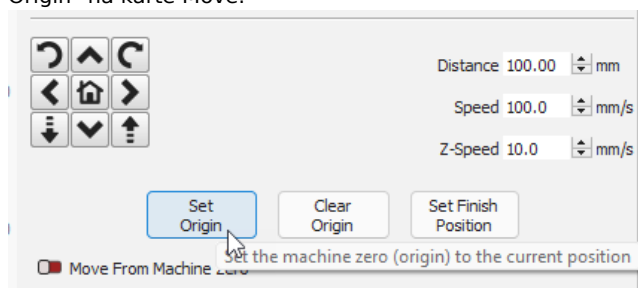 Origin" na kartě Move.
Distance 100.00 mm
Speed 100.0 mm/s
Z-Speed 10.0 mm/s
Set Origin
Clear Origin
Set Finish Position
Set the machine zero (origin) to the current position
Move From Machine Zero